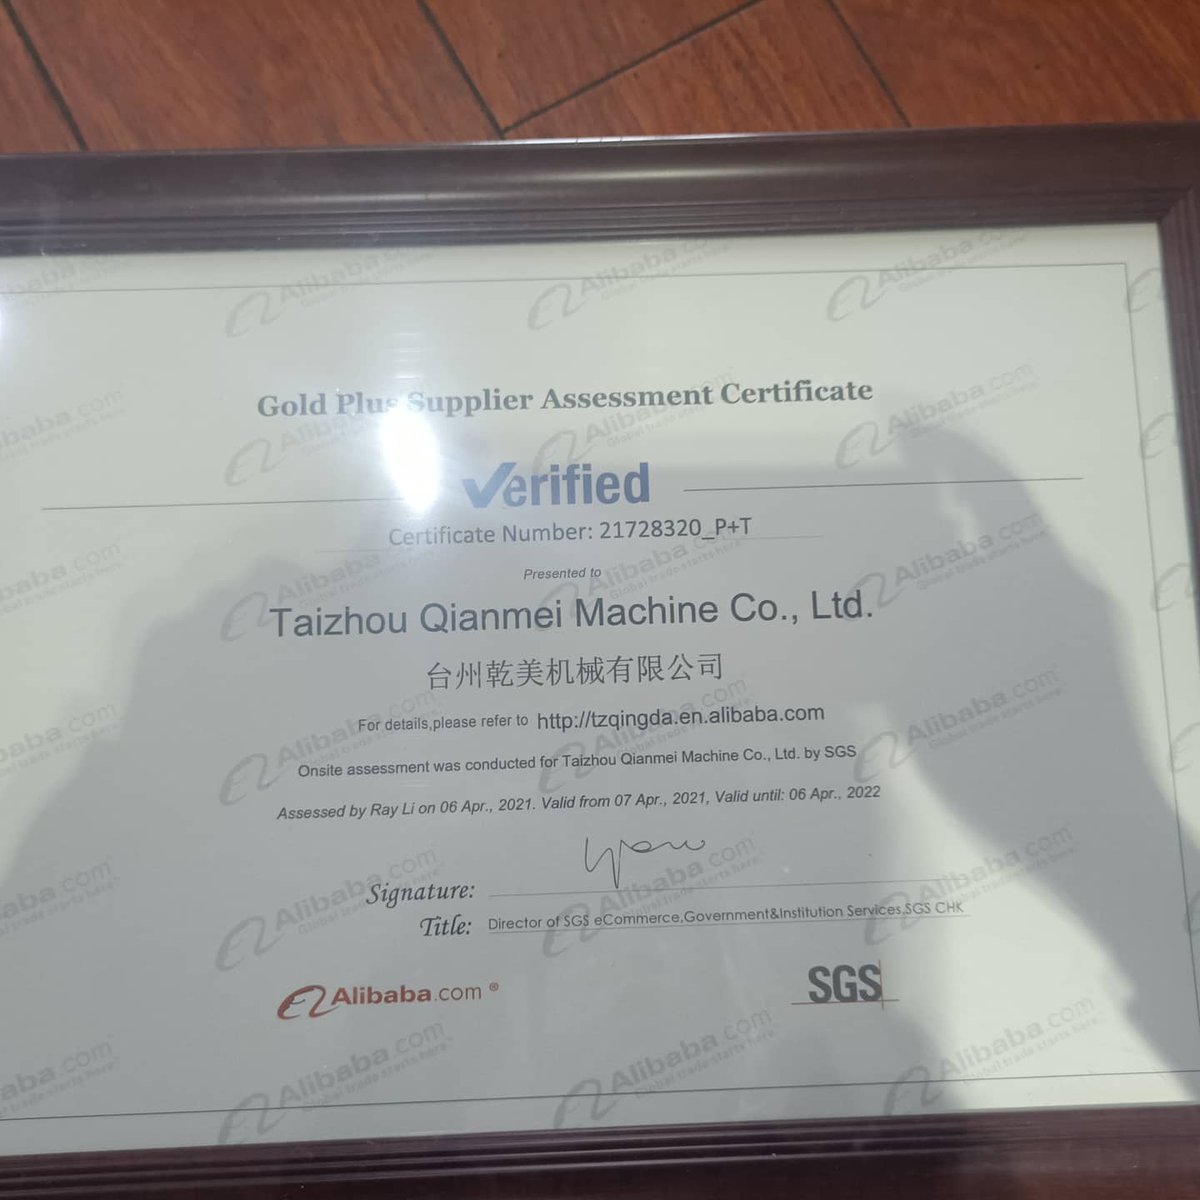 Gold Plus Supplier Assessment Certificate
Verified
Certificate Number: 21728320_P+T
Presented to
Taizhou Qianmei Machine Co., Ltd.
台州乾美机械有限公司
For details,please refer to http://tzqingda.en.alibaba.com
Onsite assessment was conducted for Taizhou Qianmei Machine Co., Ltd. by SGS
Assessed by Ray Li on 06 Apr., 2021. Valid from 07 Apr., 2021, Valid until: 06 Apr., 2022
Signature:
Title: Director of SGS eCommerce,Government&Institution Services,SGS CHK
Alibaba.com ®
SGS